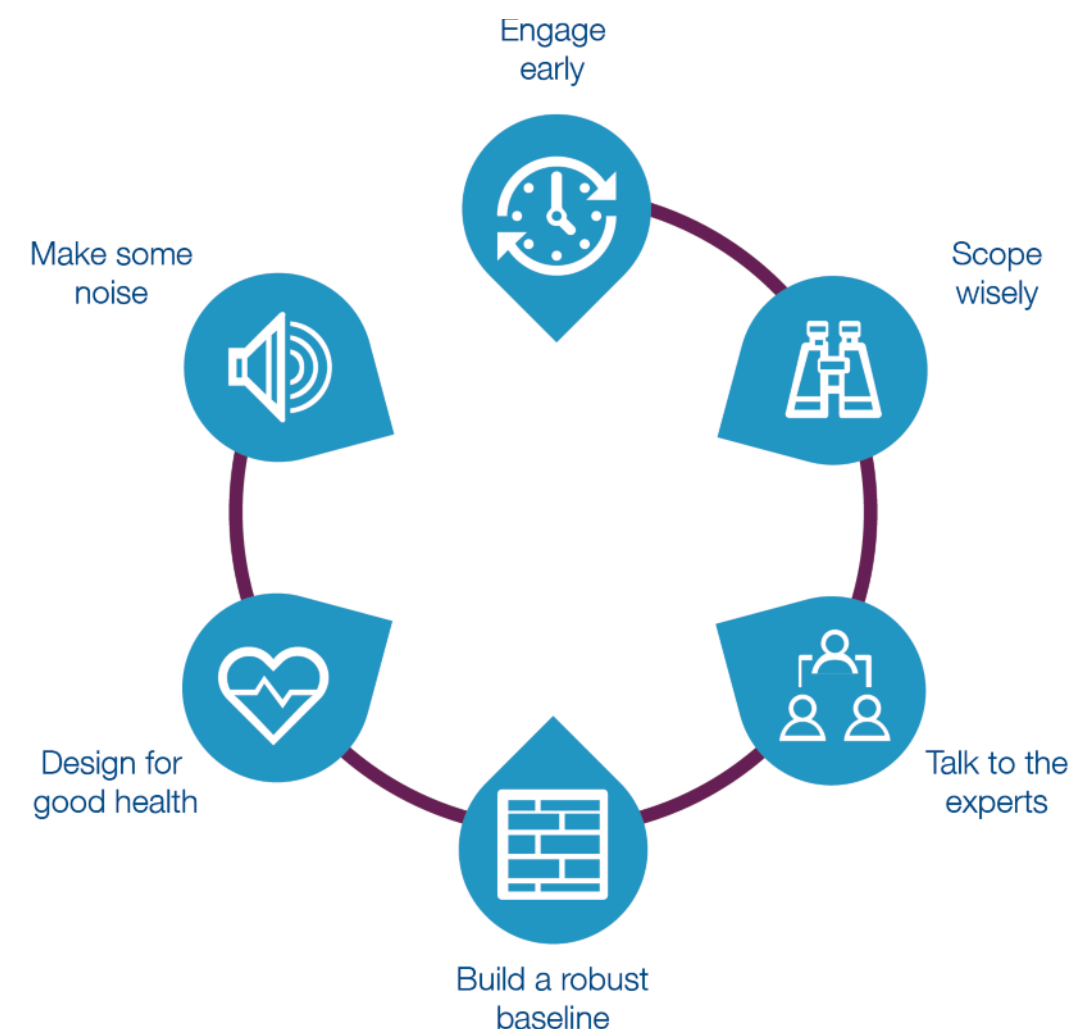 Engage
early
Scope
wisely
Talk to the
experts
Build a robust
baseline
Design for
good health
Make some
noise